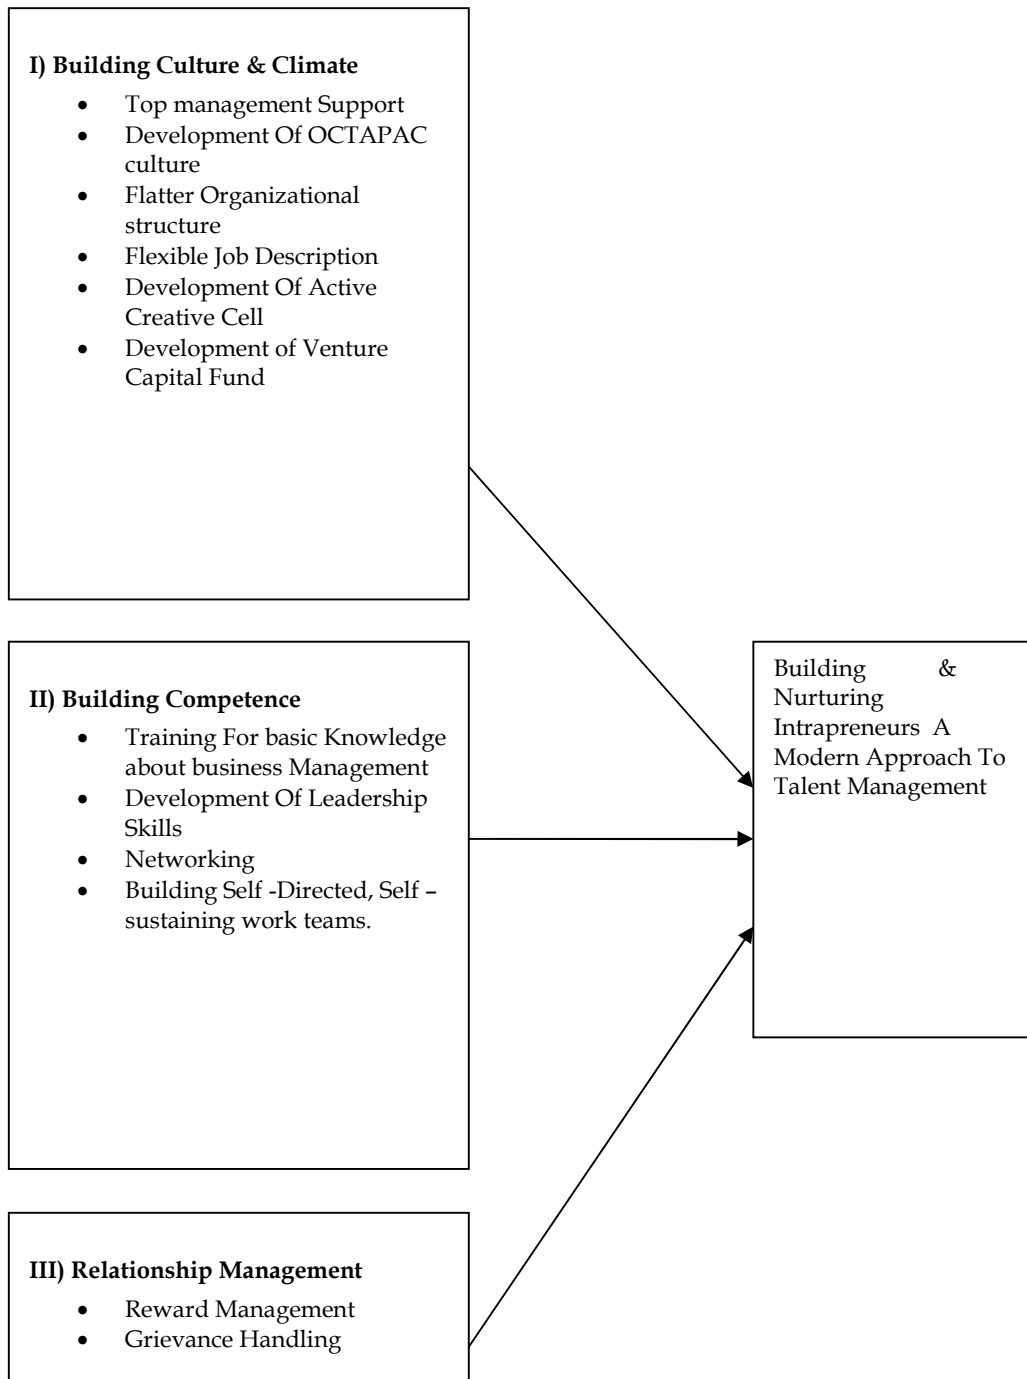 I) Building Culture & Climate
• Top management Support
• Development Of OCTAPAC
culture
• Flatter Organizational
structure
• Flexible Job Description
• Development Of Active
Creative Cell
• Development of Venture
Capital Fund
II) Building Competence
• Training For basic Knowledge
about business Management
• Development Of Leadership
Skills
• Networking
• Building Self -Directed, Self –
sustaining work teams.
III) Relationship Management
• Reward Management
• Grievance Handling
Building &
Nurturing
Intrapreneurs A
Modern Approach To
Talent Management